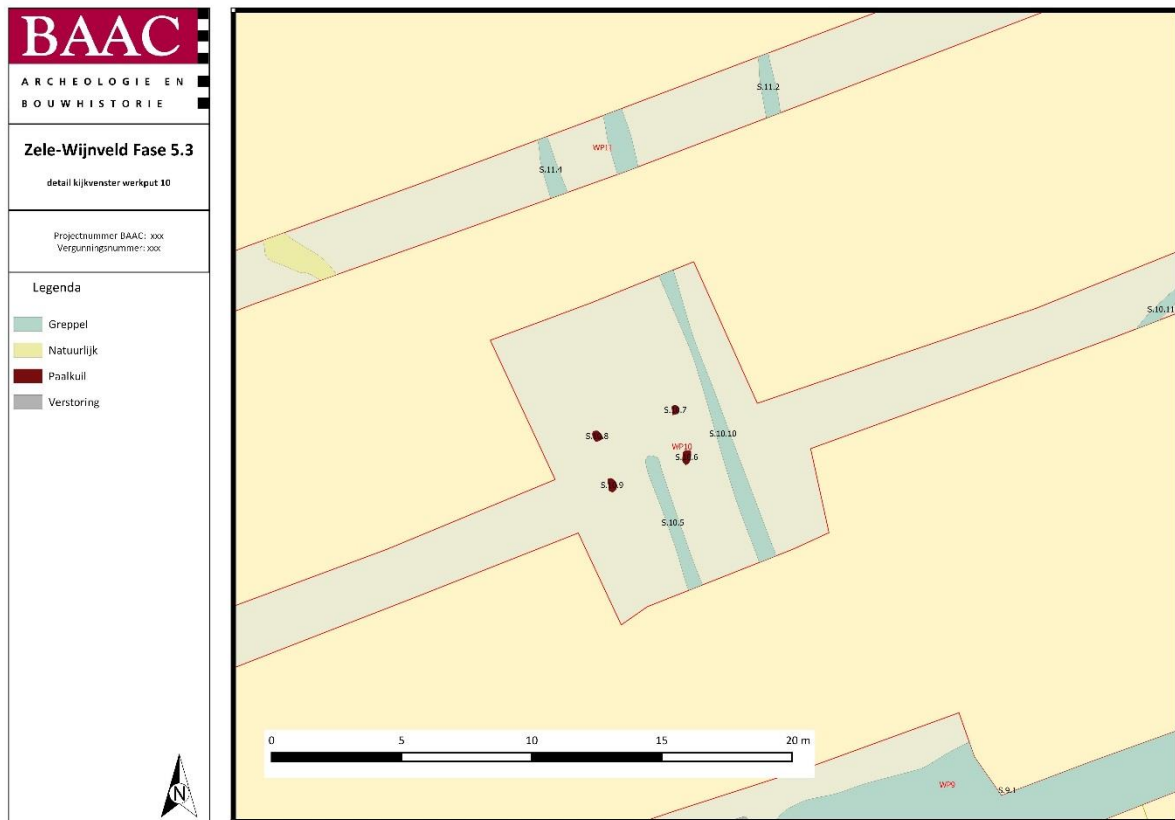 BAAC
ARCHEOLOGIE EN
BOUWHISTORIE
Zele-Wijnveld Fase 5.3
detail kijkvenster werkput 10
Projectnummer BAAC: xxx
Vergunningsnummer: xxx
Legenda
Greppel
Natuurlijk
Paalkuil
Verstoring
N
S.11.2
WP11
S.11.4
S.10.11
S.10.10
WP10
S.10.5
0 5 10 15 20 m
WP9
S.9.1